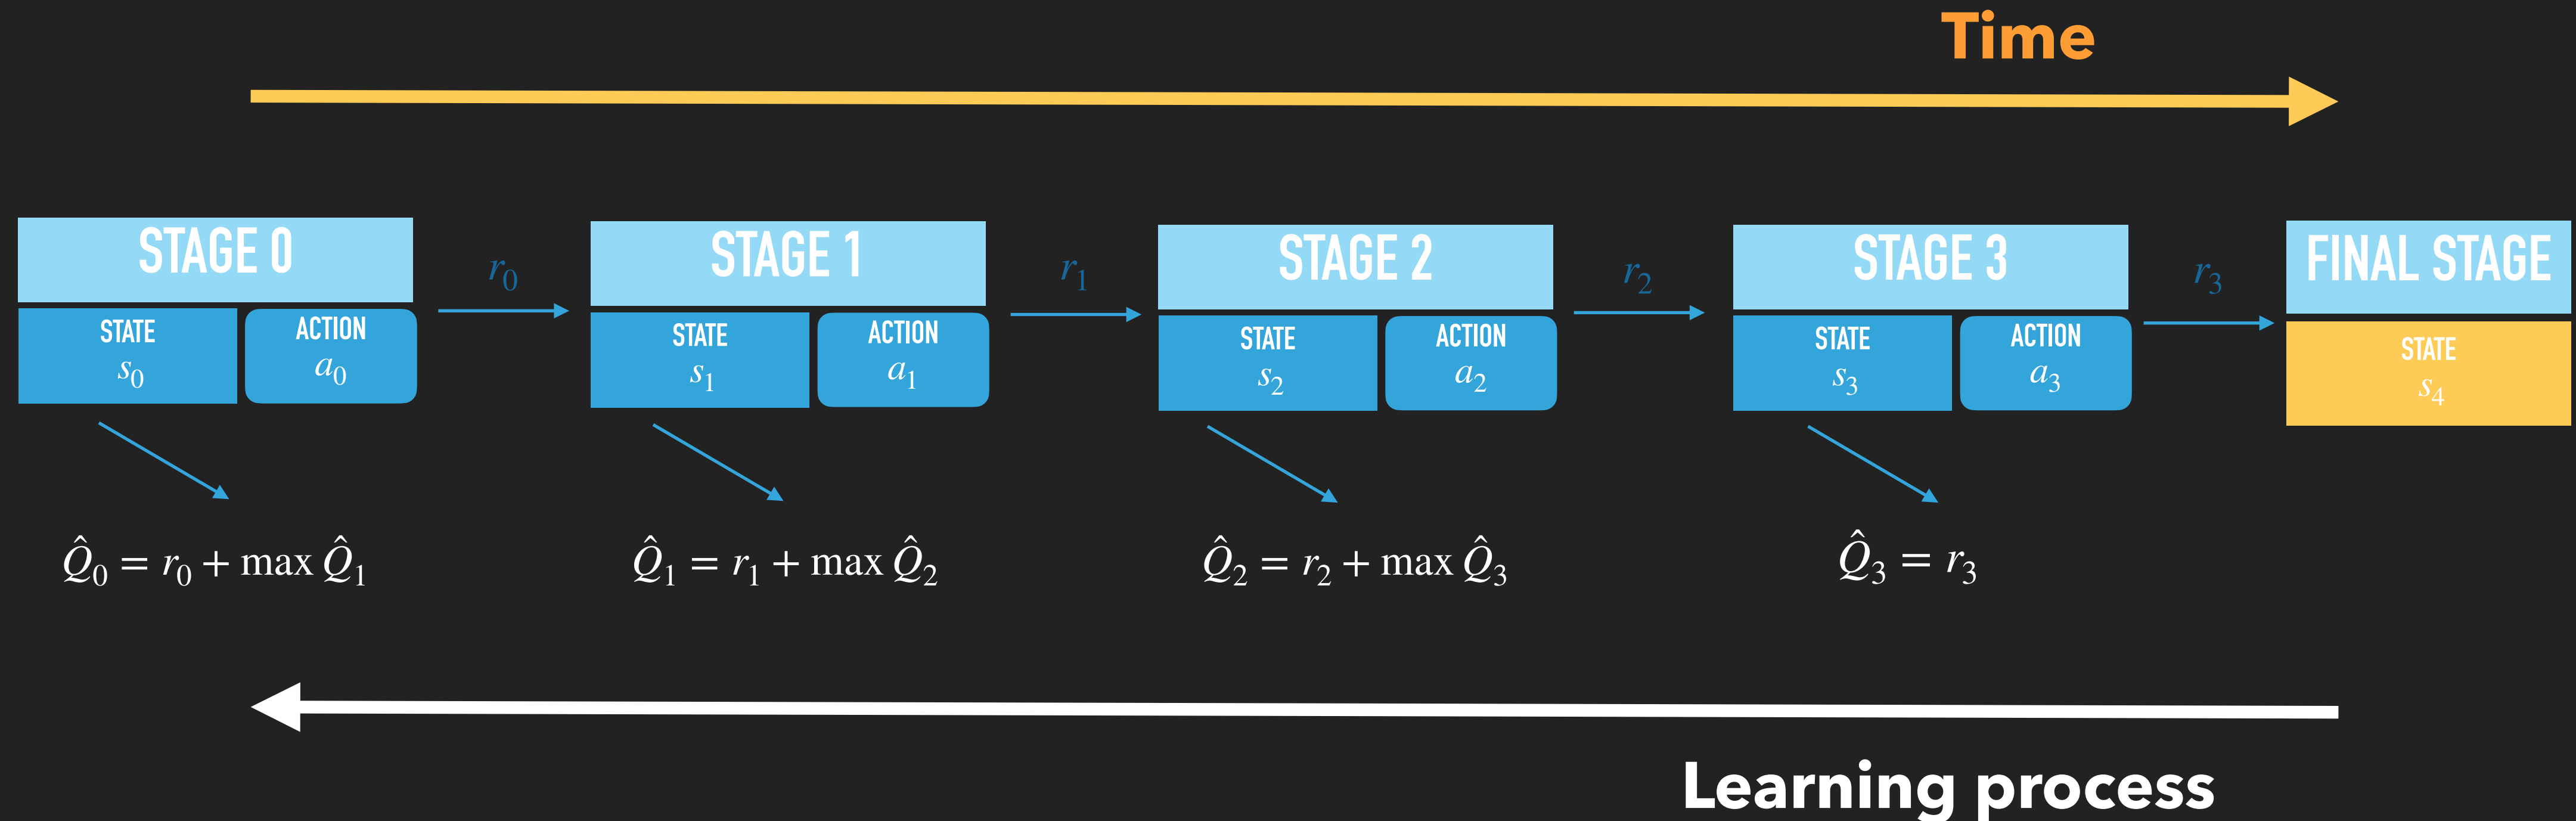 Time
STAGE 0
STATE
s₀
ACTION
a₀
r₀
STAGE 1
STATE
s₁
ACTION
a₁
r₁
STAGE 2
STATE
s₂
ACTION
a₂
r₂
STAGE 3
STATE
s₃
ACTION
a₃
r₃
FINAL STAGE
STATE
s₄
Q̂₀ = r₀ + max Q̂₁
Q̂₁ = r₁ + max Q̂₂
Q̂₂ = r₂ + max Q̂₃
Q̂₃ = r₃
Learning process